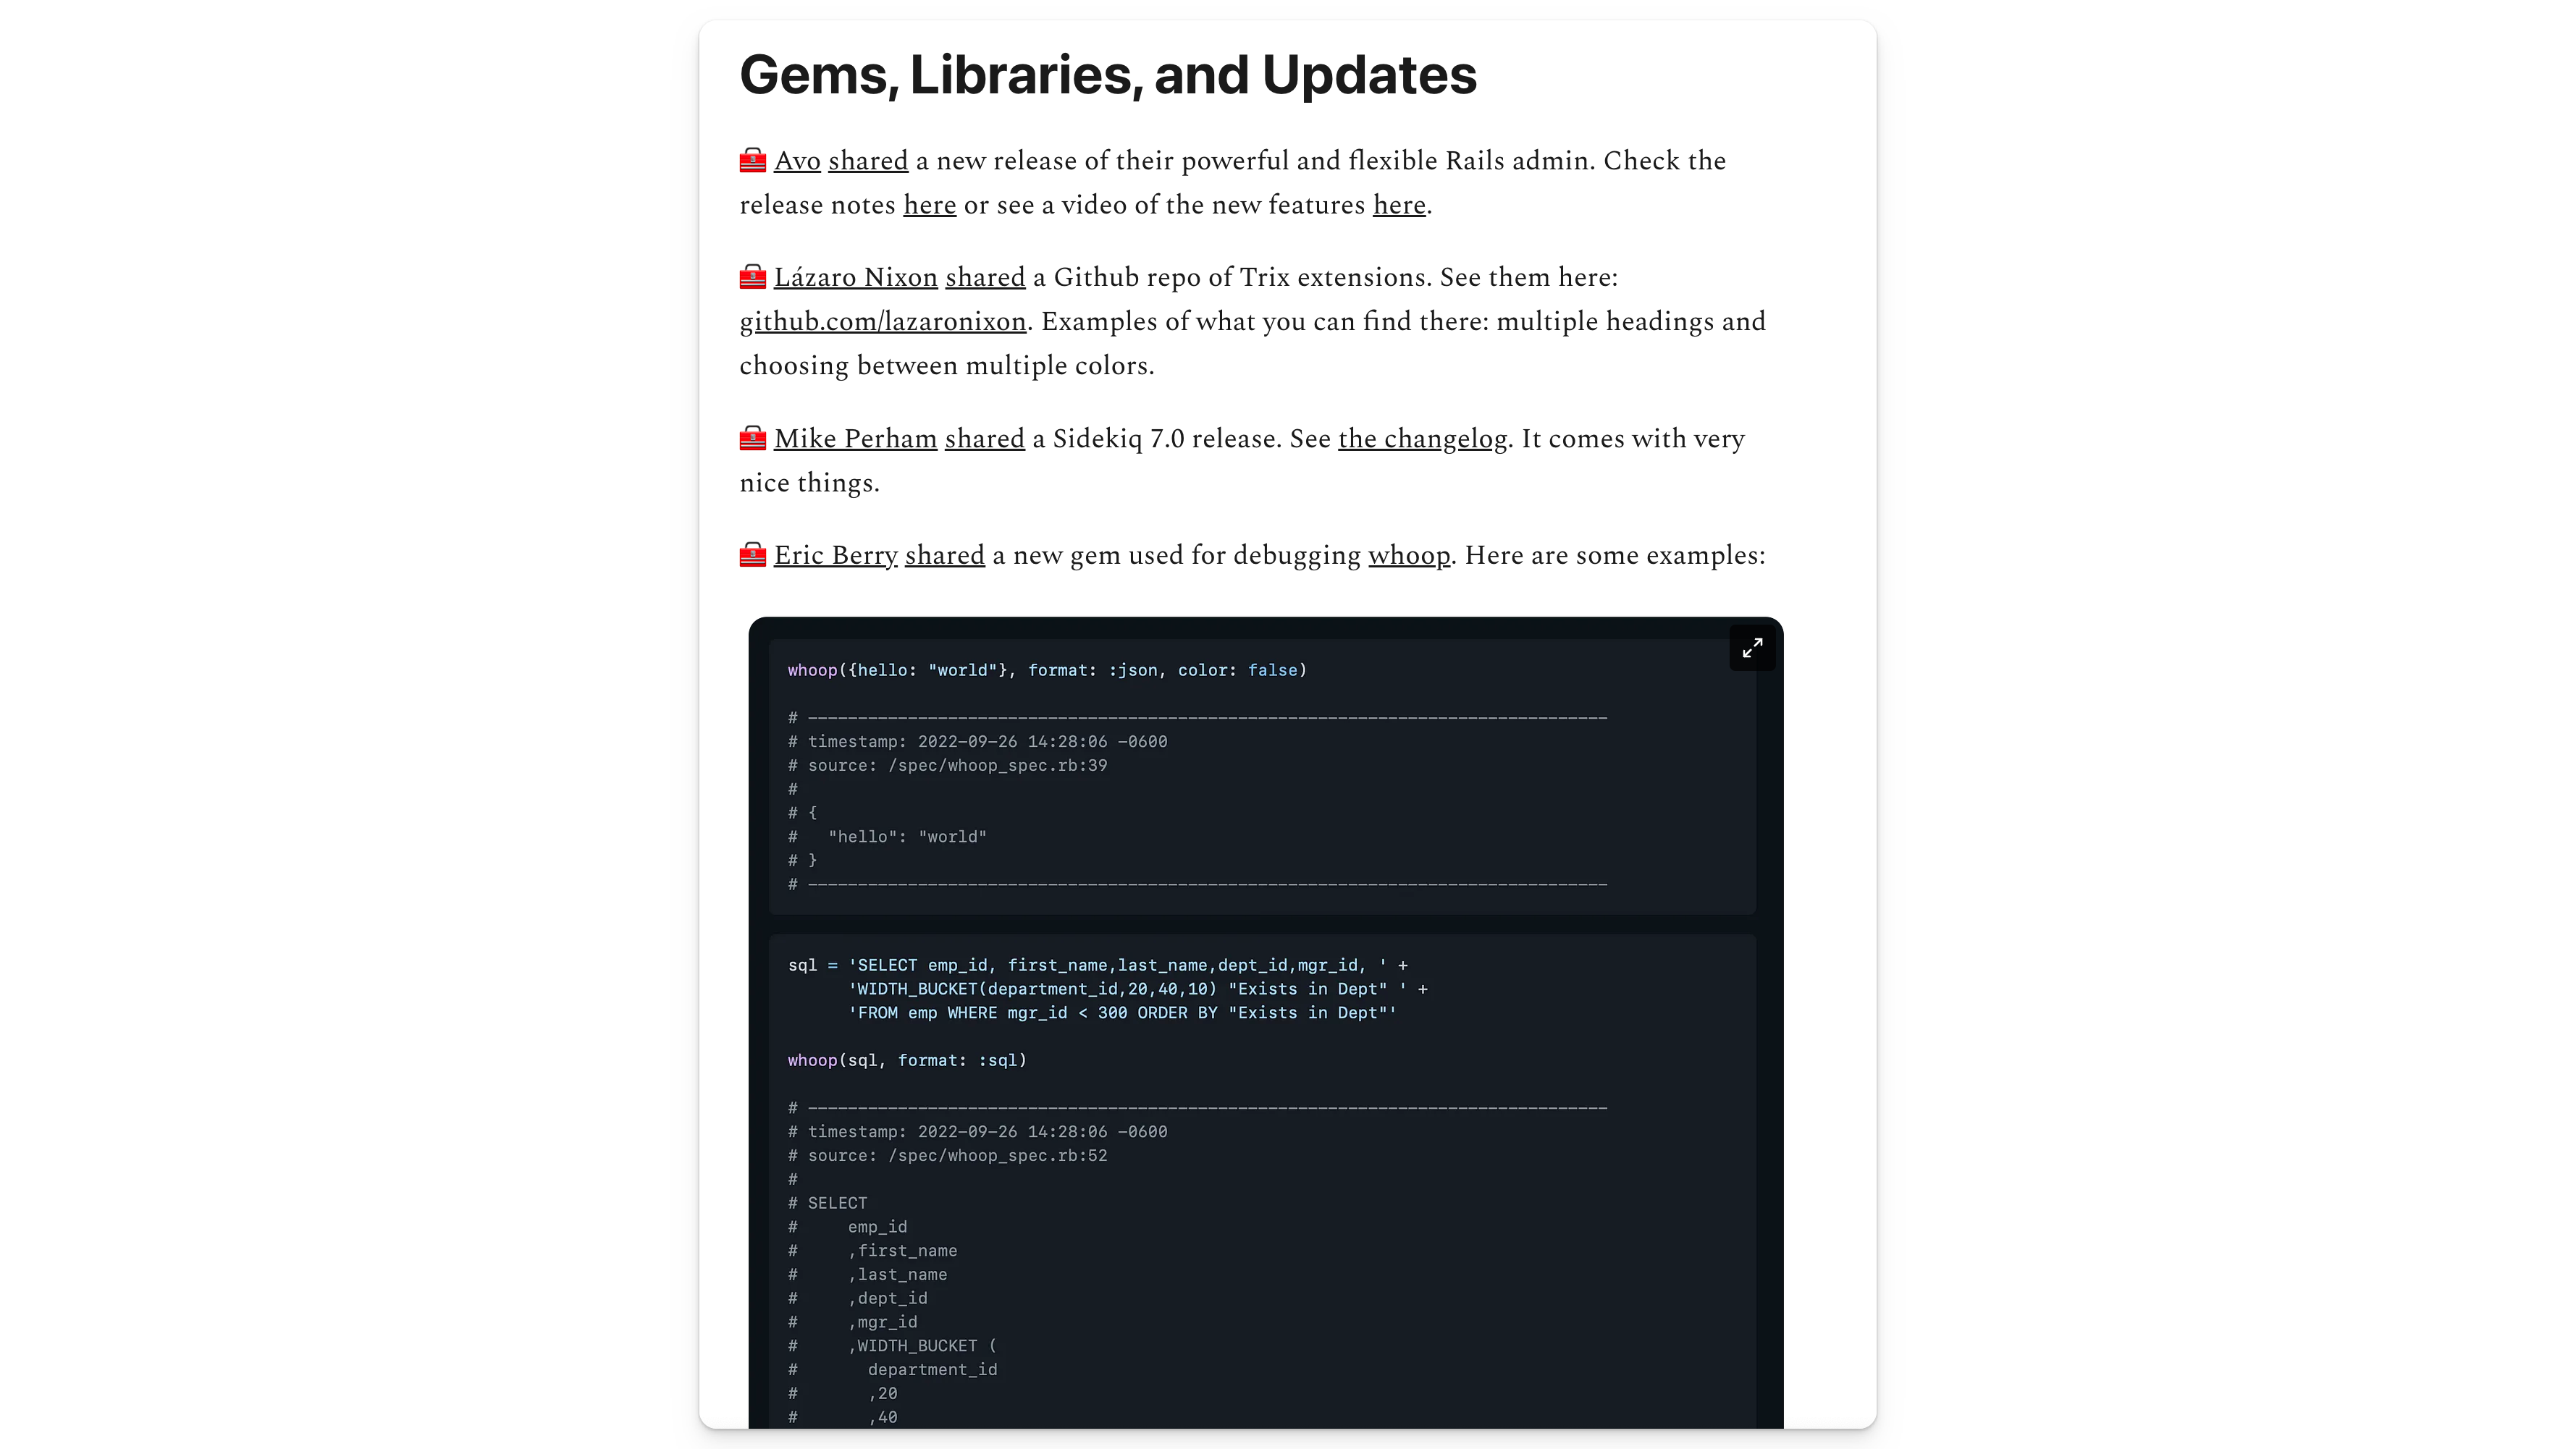 Gems, Libraries, and Updates
🧰 Avo shared a new release of their powerful and flexible Rails admin. Check the
release notes here or see a video of the new features here.
🧰 Lázaro Nixon shared a Github repo of Trix extensions. See them here:
github.com/lazaronixon. Examples of what you can find there: multiple headings and
choosing between multiple colors.
🧰 Mike Perham shared a Sidekiq 7.0 release. See the changelog. It comes with very
nice things.
🧰 Eric Berry shared a new gem used for debugging whoop. Here are some examples:
whoop({hello: "world"}, format: :json, color: false)
# --------------------------------------------------------------------------------
# timestamp: 2022-09-26 14:28:06 -0600
# source: /spec/whoop_spec.rb:39
#
# {
#   "hello": "world"
# }
# --------------------------------------------------------------------------------
sql = 'SELECT emp_id, first_name,last_name,dept_id,mgr_id, ' +
      'WIDTH_BUCKET(department_id,20,40,10) "Exists in Dept" ' +
      'FROM emp WHERE mgr_id < 300 ORDER BY "Exists in Dept"'
whoop(sql, format: :sql)
# --------------------------------------------------------------------------------
# timestamp: 2022-09-26 14:28:06 -0600
# source: /spec/whoop_spec.rb:52
#
# SELECT
#     emp_id
#     ,first_name
#     ,last_name
#     ,dept_id
#     ,mgr_id
#     ,WIDTH_BUCKET (
#       department_id
#       ,20
#       ,40